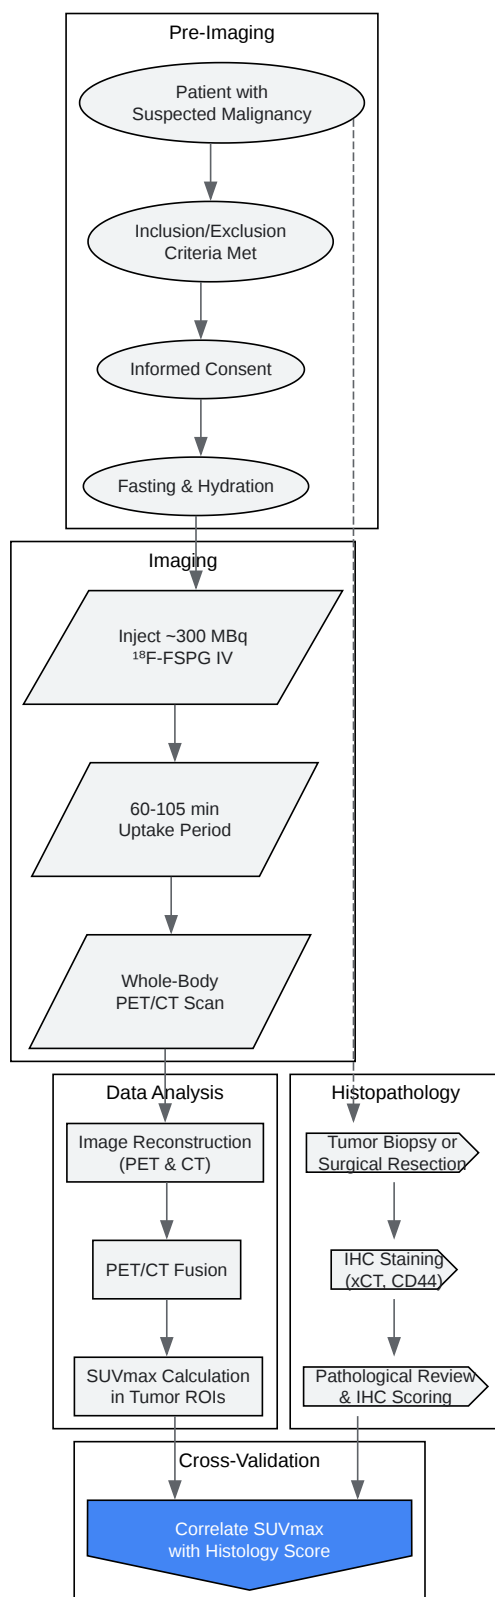 Pre-Imaging
Patient with
Suspected Malignancy
Inclusion/Exclusion
Criteria Met
Informed Consent
Fasting & Hydration
Imaging
Inject ~300 MBq
¹⁸F-FSPG IV
60-105 min
Uptake Period
Whole-Body
PET/CT Scan
Data Analysis
Image Reconstruction
(PET & CT)
PET/CT Fusion
SUVmax Calculation
in Tumor ROIs
Histopathology
Tumor Biopsy or
Surgical Resection
IHC Staining
(xCT, CD44)
Pathological Review
& IHC Scoring
Cross-Validation
Correlate SUVmax
with Histology Score